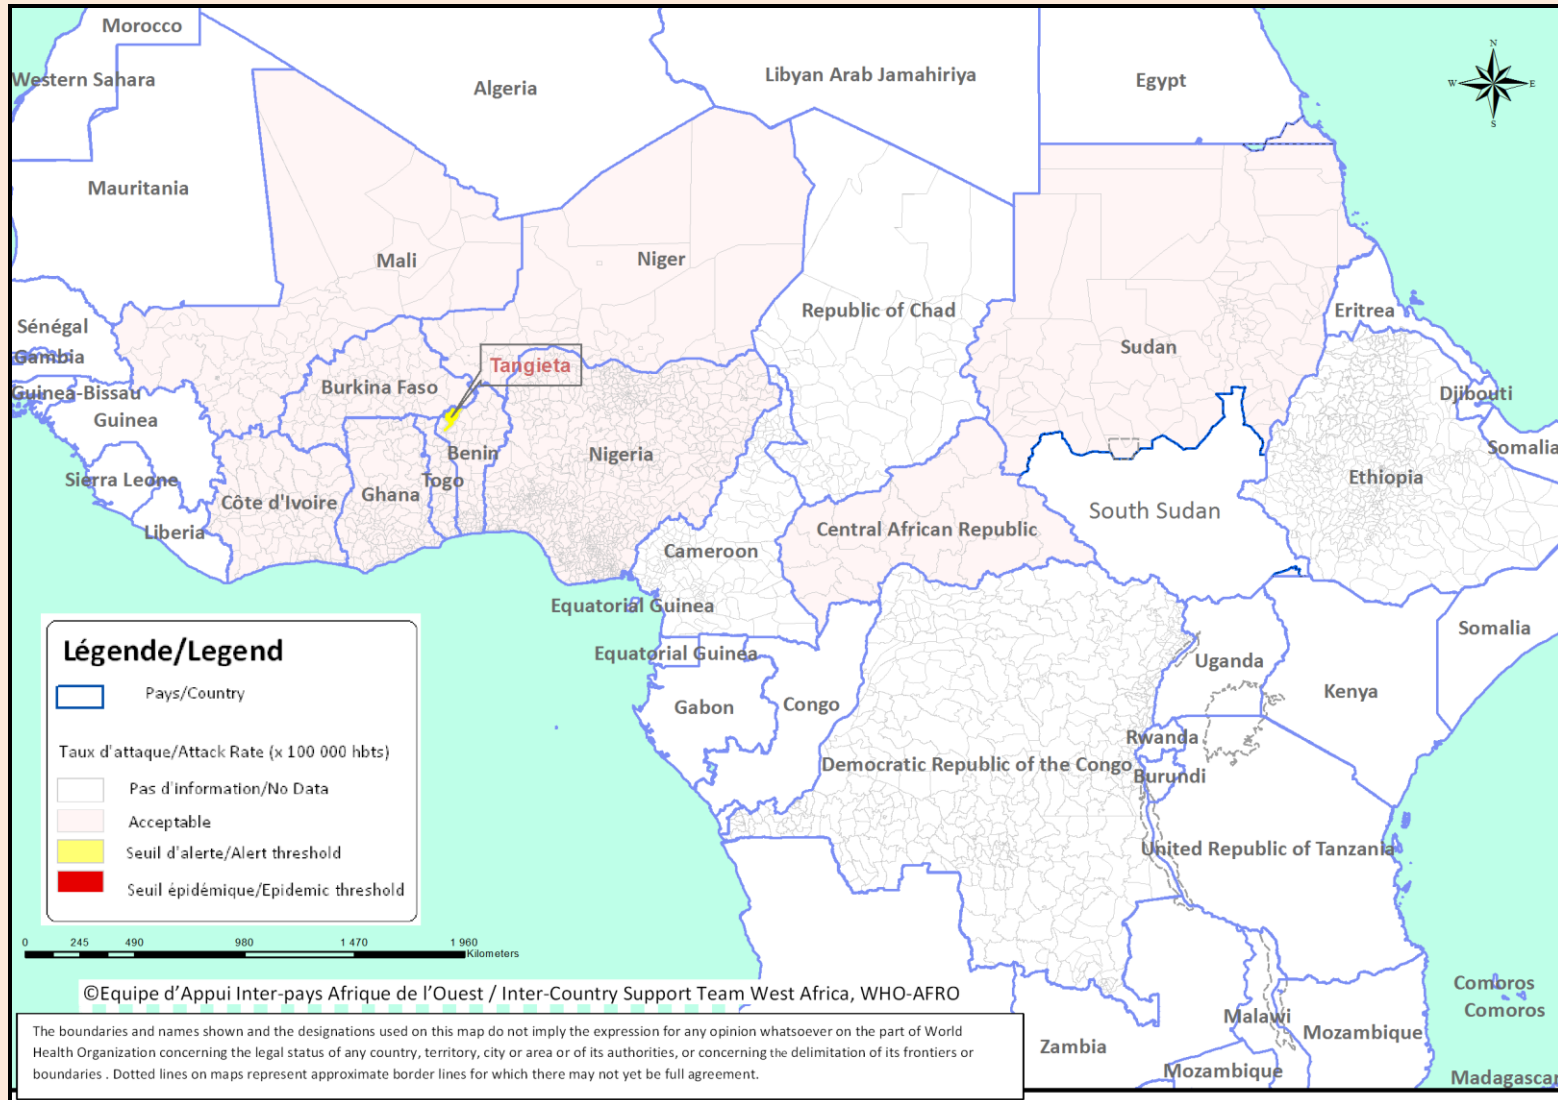 Morocco
Western Sahara
Algeria
Libyan Arab Jamahiriya
Egypt
N
W
E
S
Mauritania
Mali
Niger
Republic of Chad
Sudan
Eritrea
Sénégal
Gambia
Guinea-Bissau
Guinea
Burkina Faso
Tangieta
Djibouti
Somalia
Sierra Leone
Côte d'Ivoire
Ghana
Togo
Benin
Nigeria
Ethiopia
Liberia
Cameroon
Central African Republic
South Sudan
Equatorial Guinea
Equatorial Guinea
Gabon
Congo
Democratic Republic of the Congo
Uganda
Kenya
Somalia
Rwanda
Burundi
United Republic of Tanzania
Zambia
Malawi
Mozambique
Mozambique
Comoros
Comoros
Madagascar
Légende/Legend
Pays/Country
Taux d'attaque/Attack Rate (x 100 000 hbts)
Pas d'information/No Data
Acceptable
Seuil d'alerte/Alert threshold
Seuil épidémique/Epidemic threshold
0 245 490 980 1 470 1 960
Kilometers
©Equipe d'Appui Inter-pays Afrique de l'Ouest / Inter-Country Support Team West Africa, WHO-AFRO
The boundaries and names shown and the designations used on this map do not imply the expression for any opinion whatsoever on the part of World
Health Organization concerning the legal status of any country, territory, city or area or of its authorities, or concerning the delimitation of its frontiers or
boundaries . Dotted lines on maps represent approximate border lines for which there may not yet be full agreement.